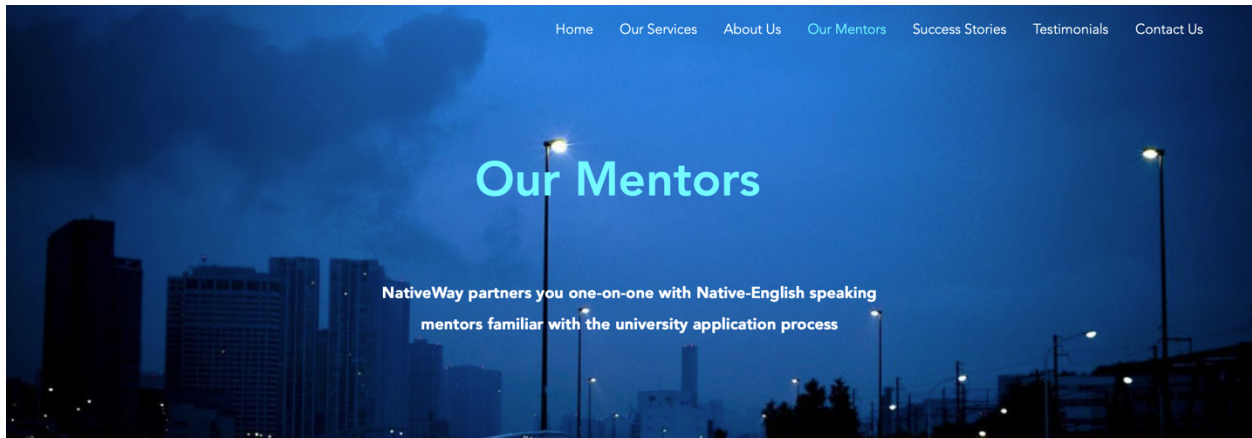 Home Our Services About Us Our Mentors Success Stories Testimonials Contact Us
Our Mentors
NativeWay partners you one-on-one with Native-English speaking
mentors familiar with the university application process